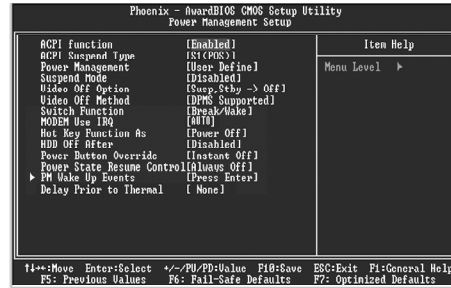 Phoenix - AwardBIOS CMOS Setup Utility
Power Management Setup
ACPI function [Enabled]
ACPI Suspend Type [S1(POS)]
Power Management [User Define]
Suspend Mode [Disabled]
Video Off Option [Susp,Stby -> Off]
Video Off Method [DPMS Supported]
Switch Function [Break/Wake]
MODEM Use IRQ [AUTO]
Hot Key Function As [Power Off]
HDD Off After [Disabled]
Power Button Override [Instant Off]
Power State Resume Control[Always Off]
▶ PM Wake Up Events [Press Enter]
Delay Prior to Thermal [ None]
Item Help
Menu Level ▶
↑↓→←:Move Enter:Select +/-/PU/PD:Value F10:Save ESC:Exit F1:General Help
F5: Previous Values F6: Fail-Safe Defaults F7: Optimized Defaults